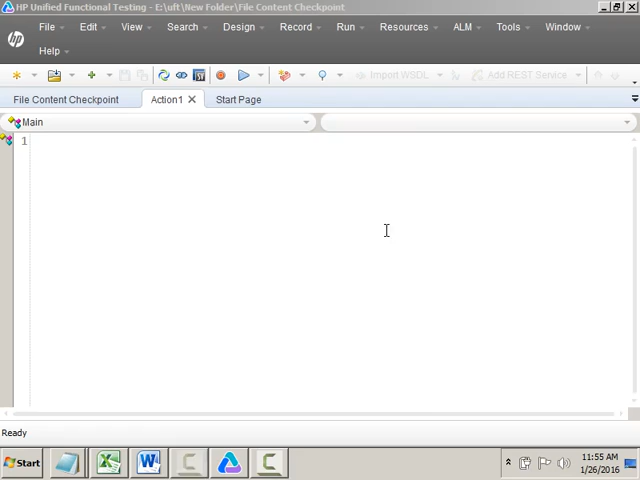 HP Unified Functional Testing - E:\uft\New Folder\File Content Checkpoint
File Edit View Search Design Record Run Resources ALM Tools Window
hp
Help
Import WSDL Add REST Service
File Content Checkpoint Action1 Start Page
Main
1
Ready
Start
11:55 AM
1/26/2016